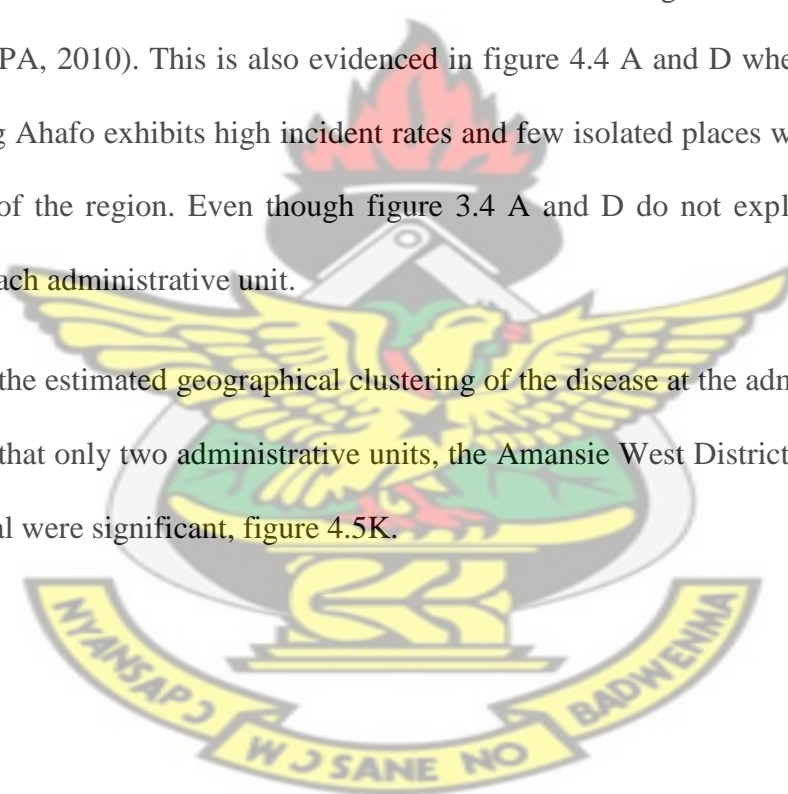 PA, 2010). This is also evidenced in figure 4.4 A and D whe
g Ahafo exhibits high incident rates and few isolated places w
of the region. Even though figure 3.4 A and D do not expl
ach administrative unit.
the estimated geographical clustering of the disease at the adm
that only two administrative units, the Amansie West District
al were significant, figure 4.5K.
NYANSAPƆ
WƆ SANE NO
BADWENMA